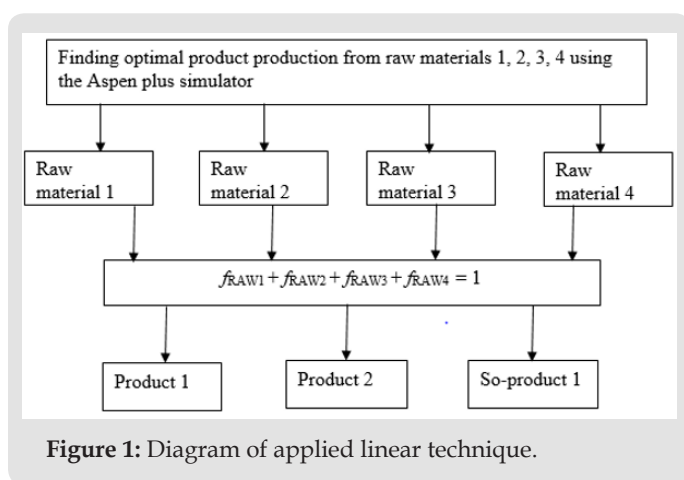 Finding optimal product production from raw materials 1, 2, 3, 4 using
the Aspen plus simulator
Raw
material 1
Raw
material 2
Raw
material 3
Raw
material 4
fRAW1 + fRAW2 + fRAW3 + fRAW4 = 1
Product 1
Product 2
So-product 1
Figure 1: Diagram of applied linear technique.